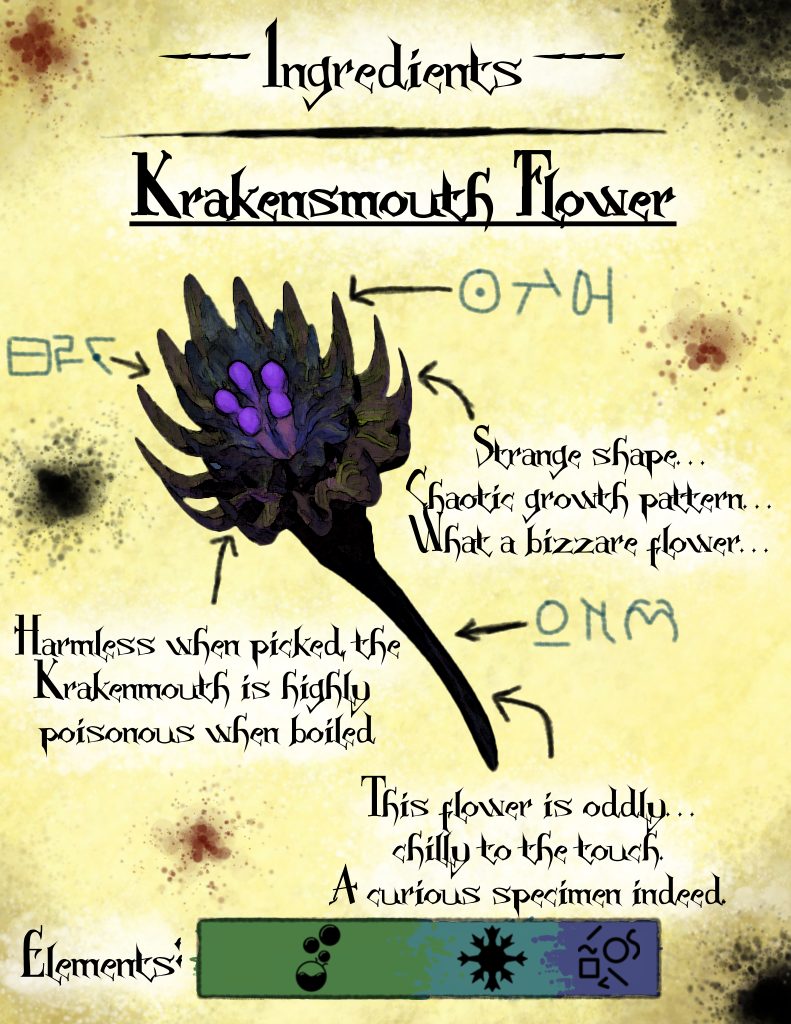 Ingredients
Krakensmouth Flower
Strange shape...
Chaotic growth pattern...
What a bizzare flower...
Harmless when picked, the
Krakenmouth is highly
poisonous when boiled.
This flower is oddly...
chilly to the touch.
A curious specimen indeed.
Elements: